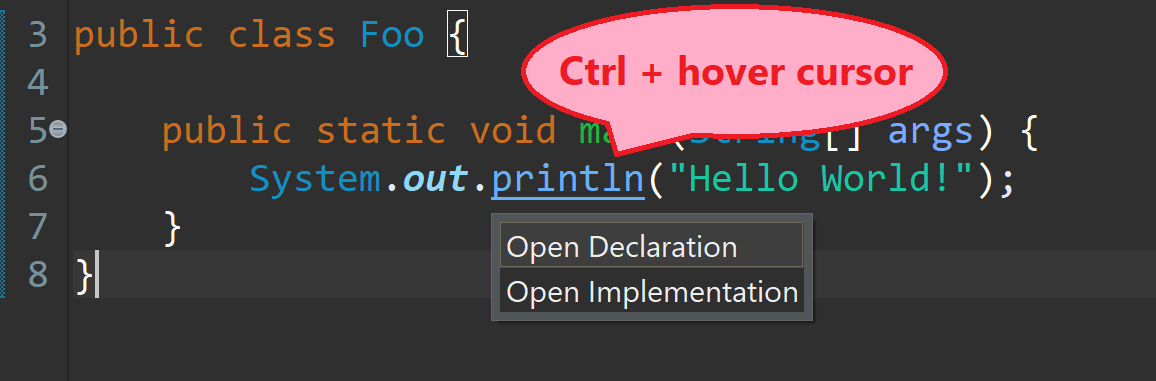 3 public class Foo {
Ctrl + hover cursor
4
5 public static void ma (String[] args) {
6 System.out.println("Hello World!");
7 }
Open Declaration
8 }
Open Implementation